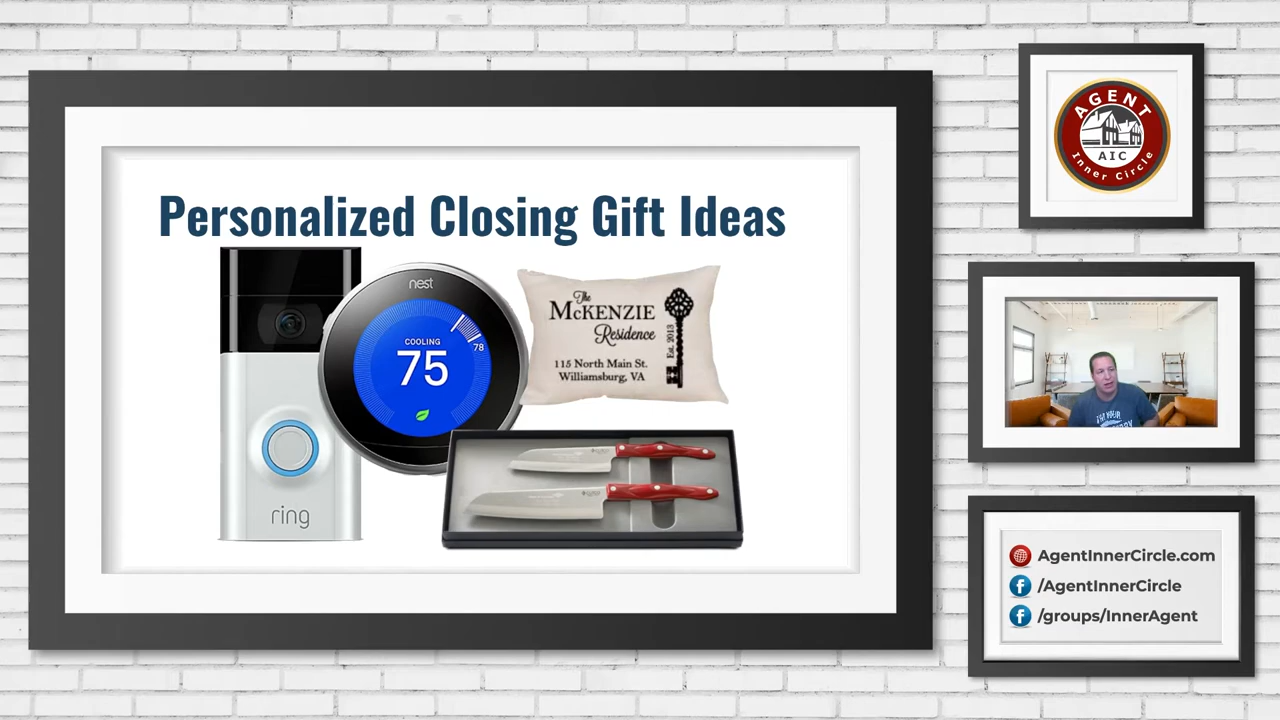 Personalized Closing Gift Ideas
nest
COOLING
75
78
ring
The
McKENZIE
Residence
Est. 2013
115 North Main St.
Williamsburg, VA
AGENT
AIC
Inner Circle
AgentInnerCircle.com
/AgentInnerCircle
/groups/InnerAgent